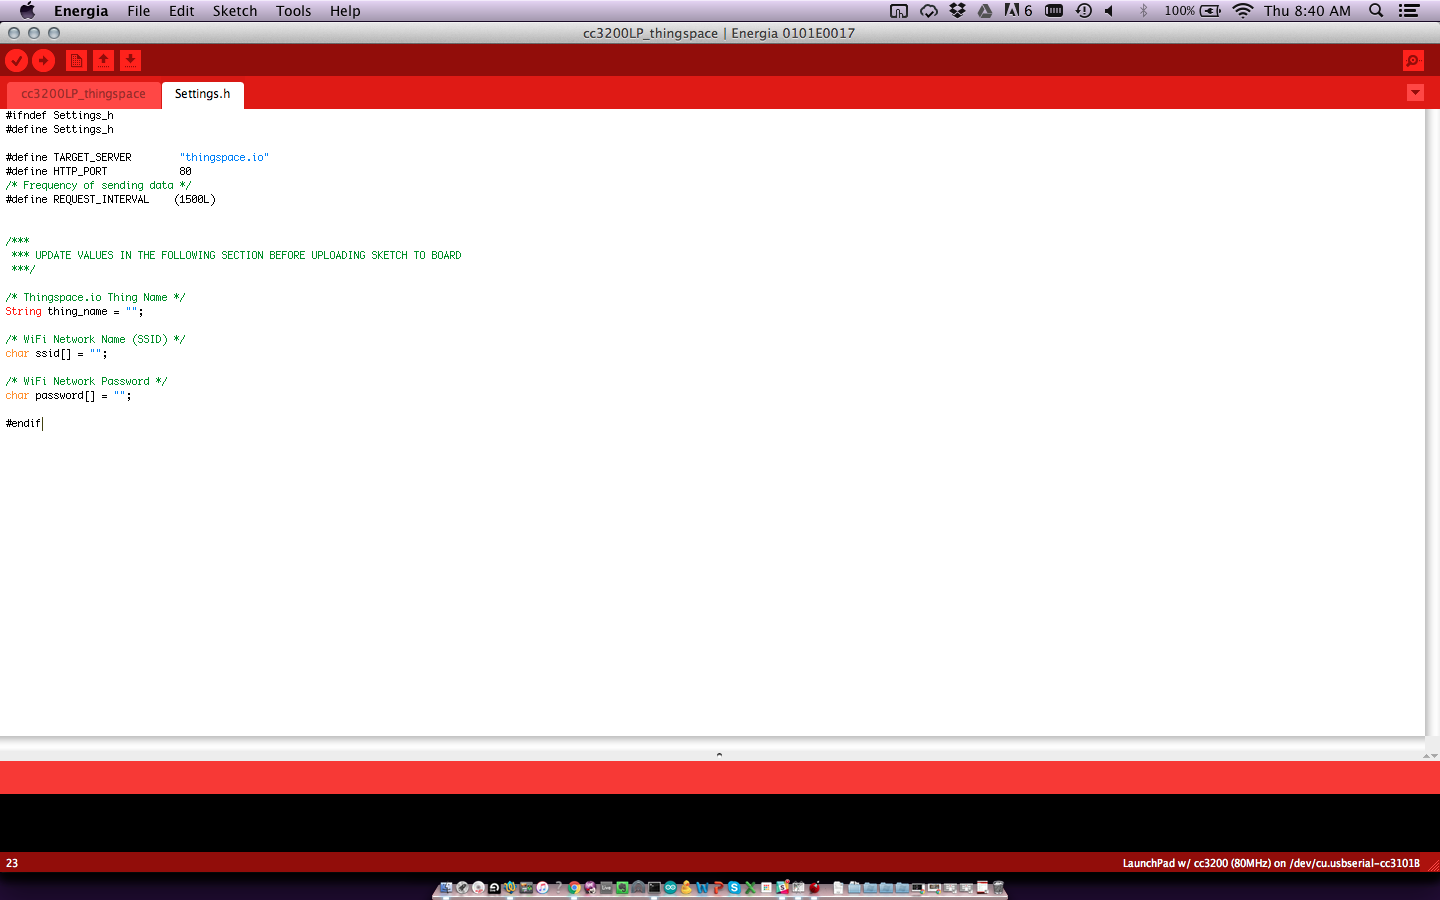 Energia File Edit Sketch Tools Help 6 100% Thu 8:40 AM
cc3200LP_thingspace | Energia 0101E0017
cc3200LP_thingspace Settings.h
#ifndef Settings_h
#define Settings_h
#define TARGET_SERVER "thingspace.io"
#define HTTP_PORT 80
/* Frequency of sending data */
#define REQUEST_INTERVAL (1500L)
/***
*** UPDATE VALUES IN THE FOLLOWING SECTION BEFORE UPLOADING SKETCH TO BOARD
***/
/* Thingspace.io Thing Name */
String thing_name = "";
/* WiFi Network Name (SSID) */
char ssid[] = "";
/* WiFi Network Password */
char password[] = "";
#endif
23 LaunchPad w/ cc3200 (80MHz) on /dev/cu.usbserial-cc3101B